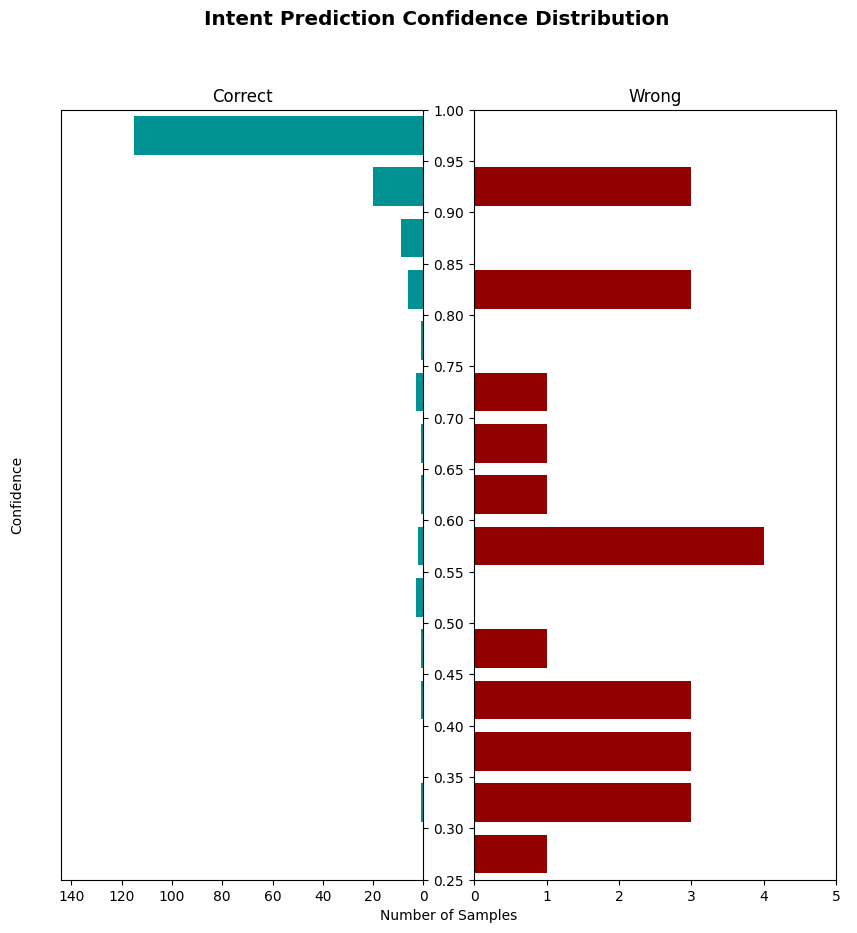 Intent Prediction Confidence Distribution
Correct
Wrong
1.00
0.95
0.90
0.85
0.80
0.75
0.70
0.65
0.60
0.55
0.50
0.45
0.40
0.35
0.30
0.25
Confidence
140 120 100 80 60 40 20 0
0 1 2 3 4 5
Number of Samples